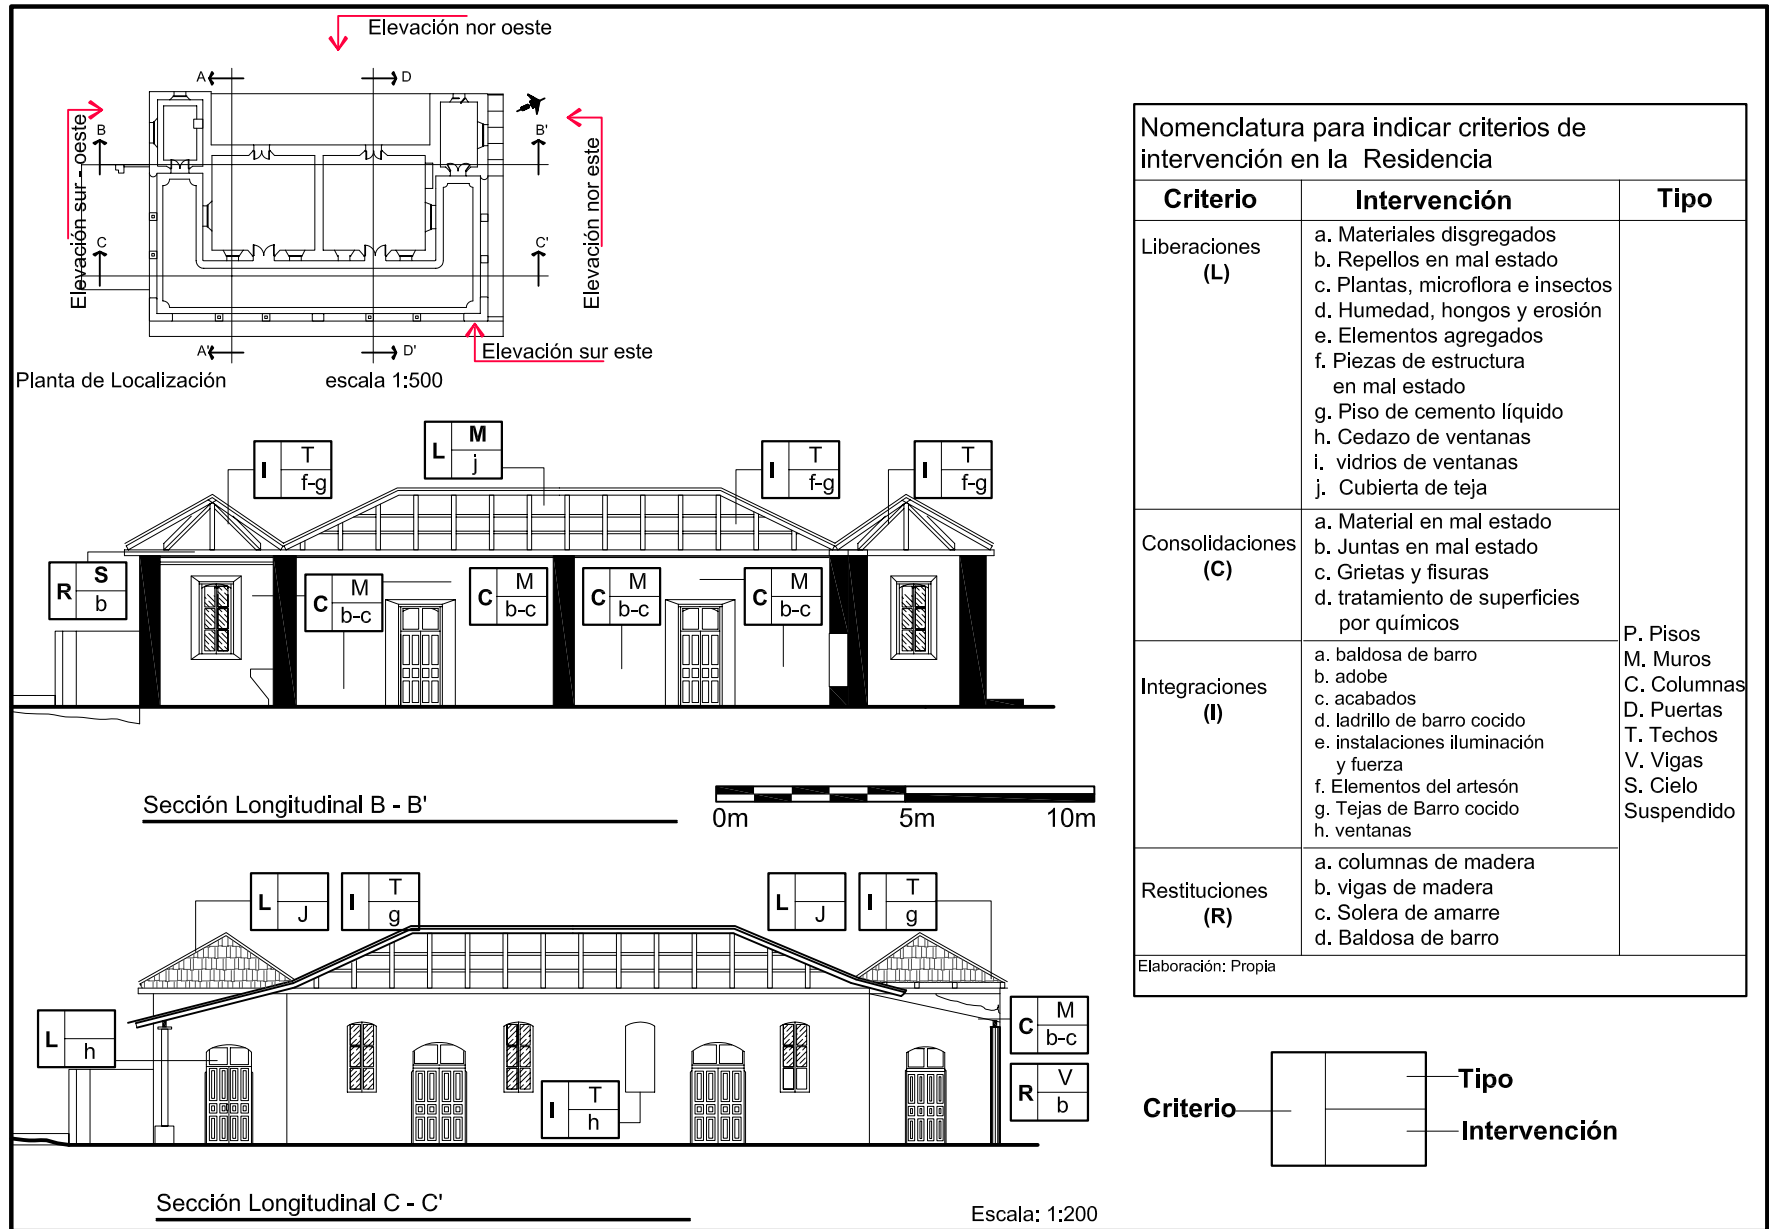 Elevación nor oeste
A
D
B
B'
Elevación sur - oeste
Elevación nor este
C
C'
A'
D'
Elevación sur este
Planta de Localización
escala 1:500
I
T
f-g
L
M
j
I
T
f-g
I
T
f-g
R
S
b
C
M
b-c
C
M
b-c
C
M
b-c
C
M
b-c
Sección Longitudinal B - B'
0m
5m
10m
L
J
I
T
g
L
J
I
T
g
L
h
I
T
h
C
M
b-c
R
V
b
Sección Longitudinal C - C'
Escala: 1:200
Nomenclatura para indicar criterios de
intervención en la Residencia
Criterio
Intervención
Tipo
Liberaciones
(L)
a. Materiales disgregados
b. Repellos en mal estado
c. Plantas, microflora e insectos
d. Humedad, hongos y erosión
e. Elementos agregados
f. Piezas de estructura
en mal estado
g. Piso de cemento líquido
h. Cedazo de ventanas
i. vidrios de ventanas
j. Cubierta de teja
Consolidaciones
(C)
a. Material en mal estado
b. Juntas en mal estado
c. Grietas y fisuras
d. tratamiento de superficies
por químicos
Integraciones
(I)
a. baldosa de barro
b. adobe
c. acabados
d. ladrillo de barro cocido
e. instalaciones iluminación
y fuerza
f. Elementos del artesón
g. Tejas de Barro cocido
h. ventanas
Restituciones
(R)
a. columnas de madera
b. vigas de madera
c. Solera de amarre
d. Baldosa de barro
P. Pisos
M. Muros
C. Columnas
D. Puertas
T. Techos
V. Vigas
S. Cielo
Suspendido
Elaboración: Propia
Criterio
Tipo
Intervención